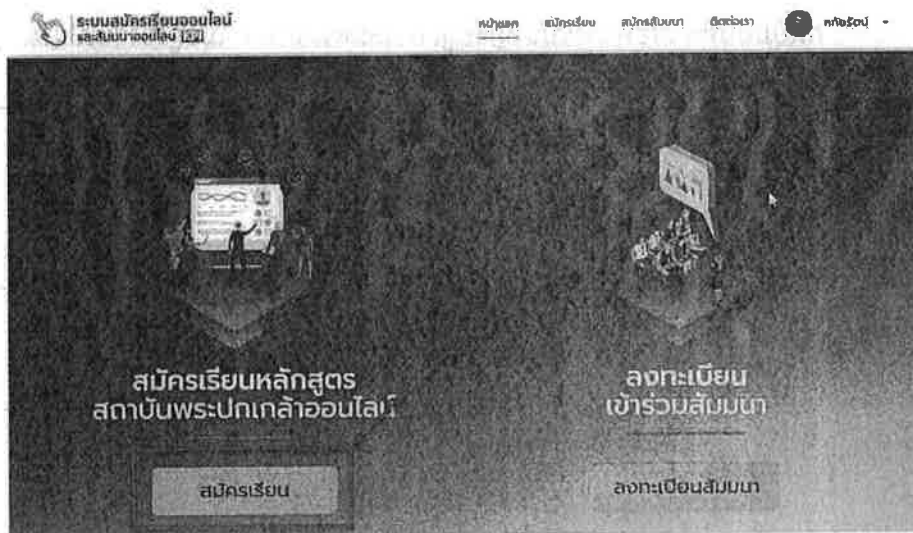 ระบบสมัครเรียนออนไลน์
และสัมมนาออนไลน์
หน้าแรก สมัครเรียน สมัครสัมมนา ติดต่อเรา หทัยรัตน์
สมัครเรียนหลักสูตร
สถาบันพระปกเกล้าออนไลน์
ลงทะเบียน
เข้าร่วมสัมมนา
สมัครเรียน
ลงทะเบียนสัมมนา